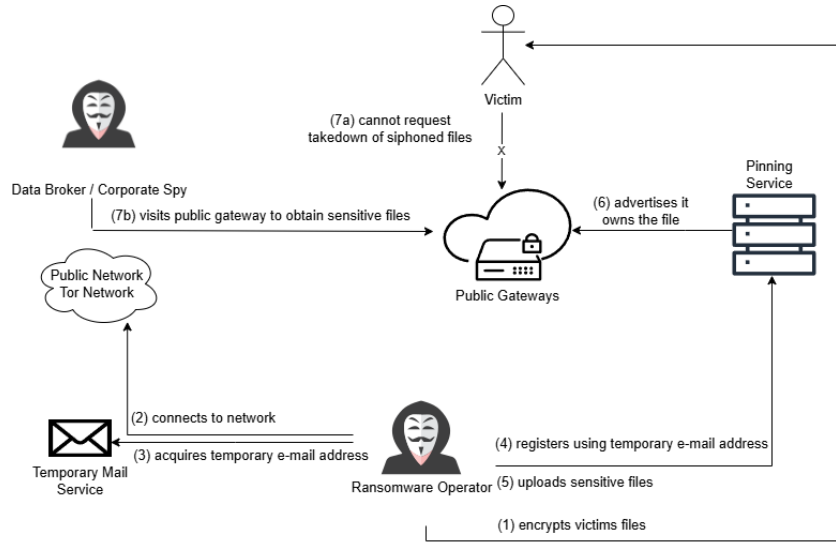 Victim
(7a) cannot request
takedown of siphoned files
X
Pinning
Service
Data Broker / Corporate Spy
(7b) visits public gateway to obtain sensitive files
(6) advertises it
owns the file
Public Network
Tor Network
Public Gateways
(2) connects to network
(3) acquires temporary e-mail address
(4) registers using temporary e-mail address
Temporary Mail
Service
Ransomware Operator
(5) uploads sensitive files
(1) encrypts victims files